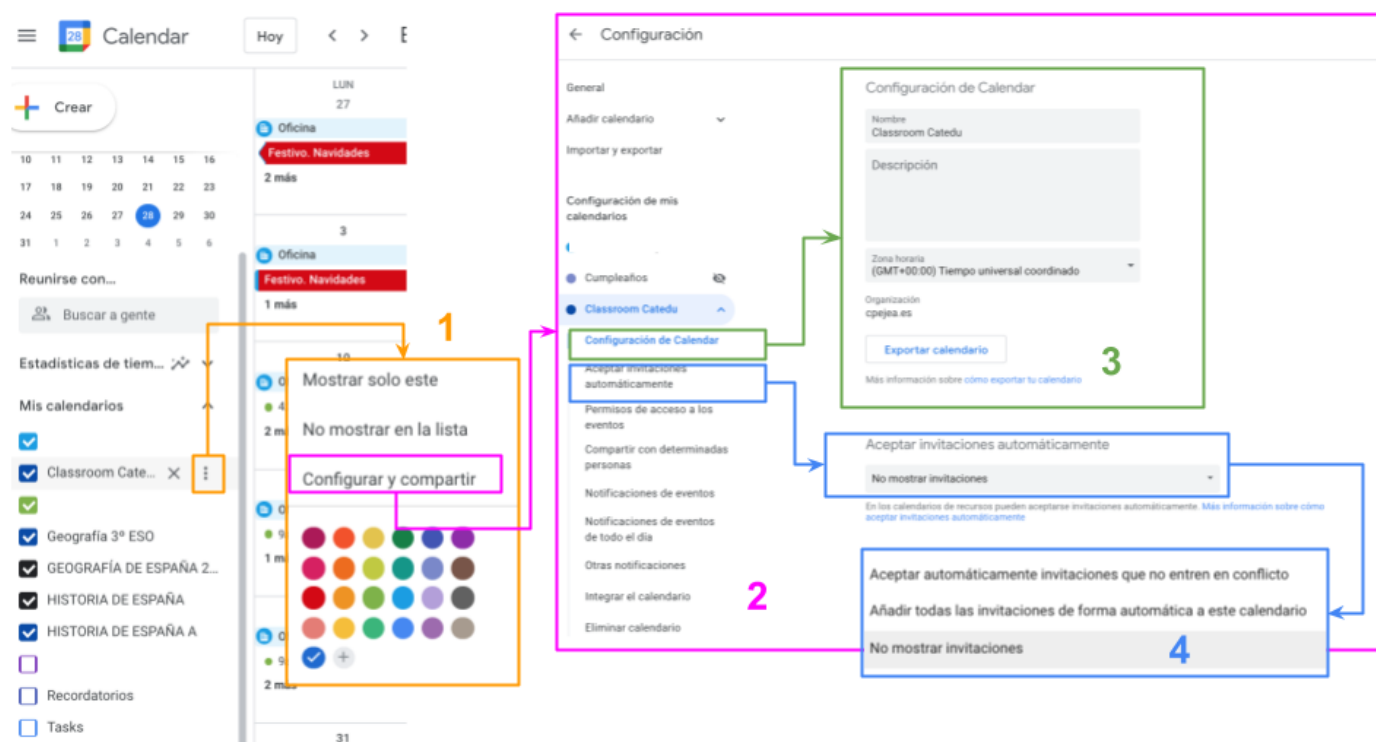 28 Calendar
Hoy
E
Crear
10 11 12 13 14 15 16
17 18 19 20 21 22 23
24 25 26 27 28 29 30
31 1 2 3 4 5 6
Reunirse con...
Buscar a gente
Estadísticas de tiem...
Mis calendarios
Classroom Cate...
Geografía 3º ESO
GEOGRAFÍA DE ESPAÑA 2...
HISTORIA DE ESPAÑA
HISTORIA DE ESPAÑA A
Recordatorios
Tasks
LUN
27
Oficina
Festivo. Navidades
2 más
3
Oficina
Festivo. Navidades
1 más
10
O
4
2 m
O
9
1 m
O
9
2 más
31
1
Mostrar solo este
No mostrar en la lista
Configurar y compartir
Configuración
General
Añadir calendario
Importar y exportar
Configuración de mis
calendarios
Cumpleaños
Classroom Catedu
Configuración de Calendar
Aceptar invitaciones
automáticamente
Permisos de acceso a los
eventos
Compartir con determinadas
personas
Notificaciones de eventos
Notificaciones de eventos
de todo el día
Otras notificaciones
Integrar el calendario
Eliminar calendario
2
Configuración de Calendar
Nombre
Classroom Catedu
Descripción
Zona horaria
(GMT+00:00) Tiempo universal coordinado
Organización
cpejea.es
Exportar calendario
3
Más información sobre cómo exportar tu calendario
Aceptar invitaciones automáticamente
No mostrar invitaciones
En los calendarios de recursos pueden aceptarse invitaciones automáticamente. Más información sobre cómo
aceptar invitaciones automáticamente
Aceptar automáticamente invitaciones que no entren en conflicto
Añadir todas las invitaciones de forma automática a este calendario
No mostrar invitaciones
4